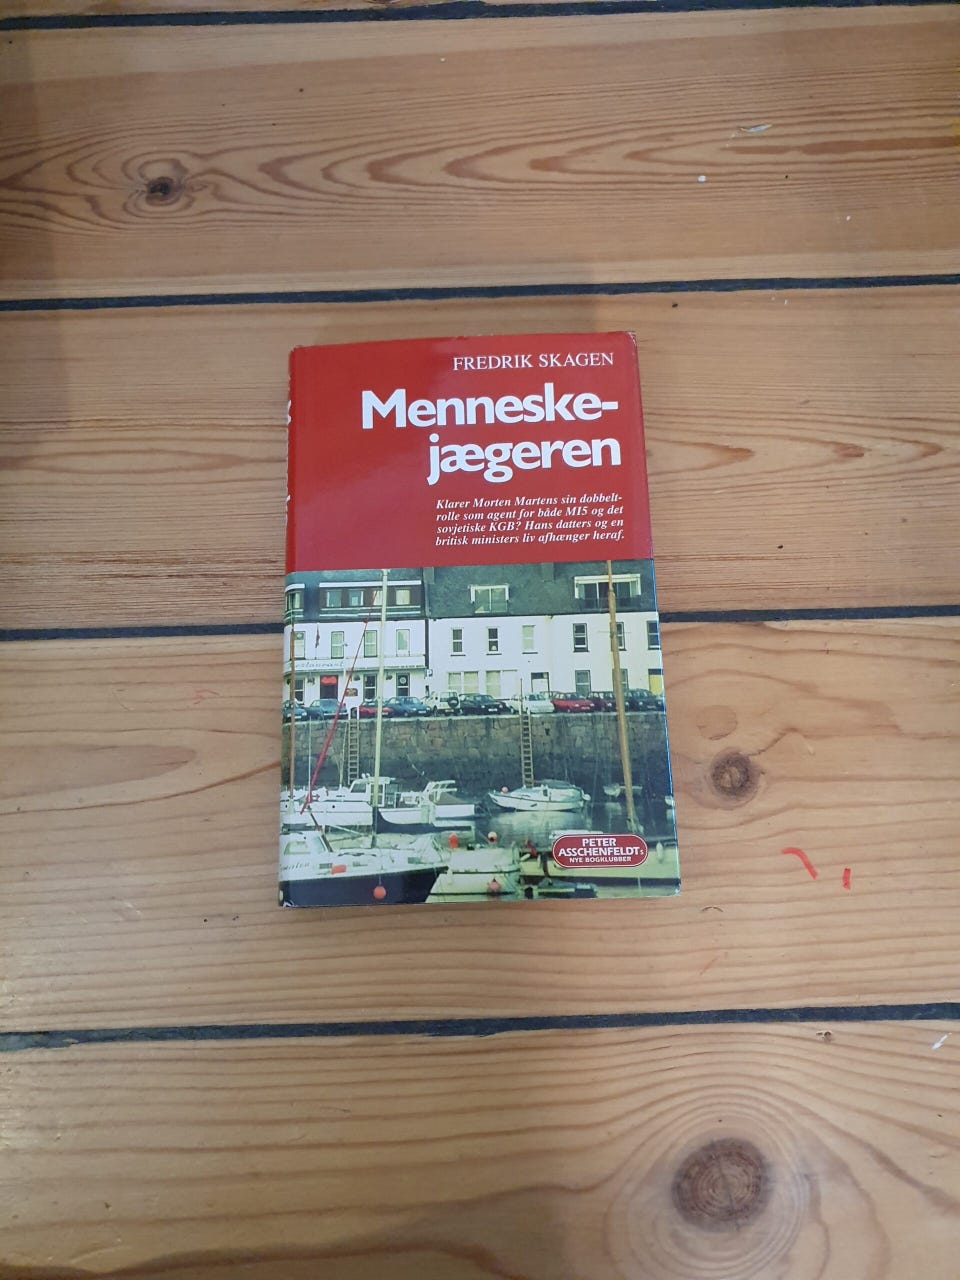 FREDRIK SKAGEN
Menneske-
jægeren
Klarer Morten Martens sin dobbelt-
rolle som agent for både MI5 og det
sovjetiske KGB? Hans datters og en
britisk ministers liv afhænger heraf.
PETER
ASSCHENFELDTs
NYE BOGKLUBBER